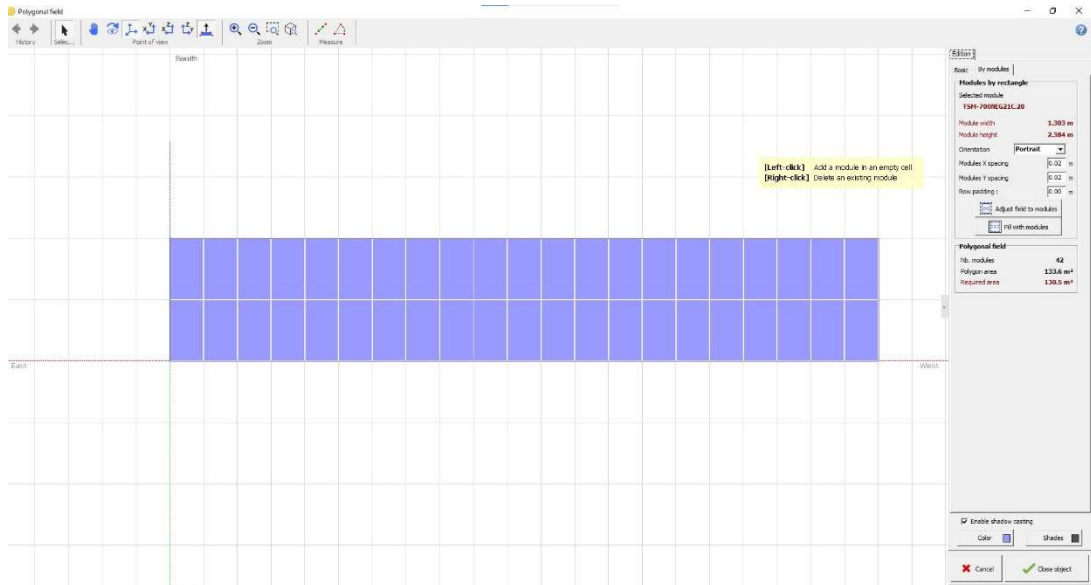 Polygonal field
History
Selec...
Point of view
Zoom
Measure
South
East
West
[Left-click] Add a module in an empty cell
[Right-click] Delete an existing module
Edition
Basic By modules
Modules by rectangle
Selected module
TSM-700NEG21C.20
Module width 1.303 m
Module height 2.384 m
Orientation Portrait
Modules X spacing 0.02 m
Modules Y spacing 0.02 m
Row padding : 0.00 m
Adjust field to modules
Fill with modules
Polygonal field
Nb. modules 42
Polygon area 133.6 m²
Required area 130.5 m²
Enable shadow casting
Color Shades
Cancel Close object